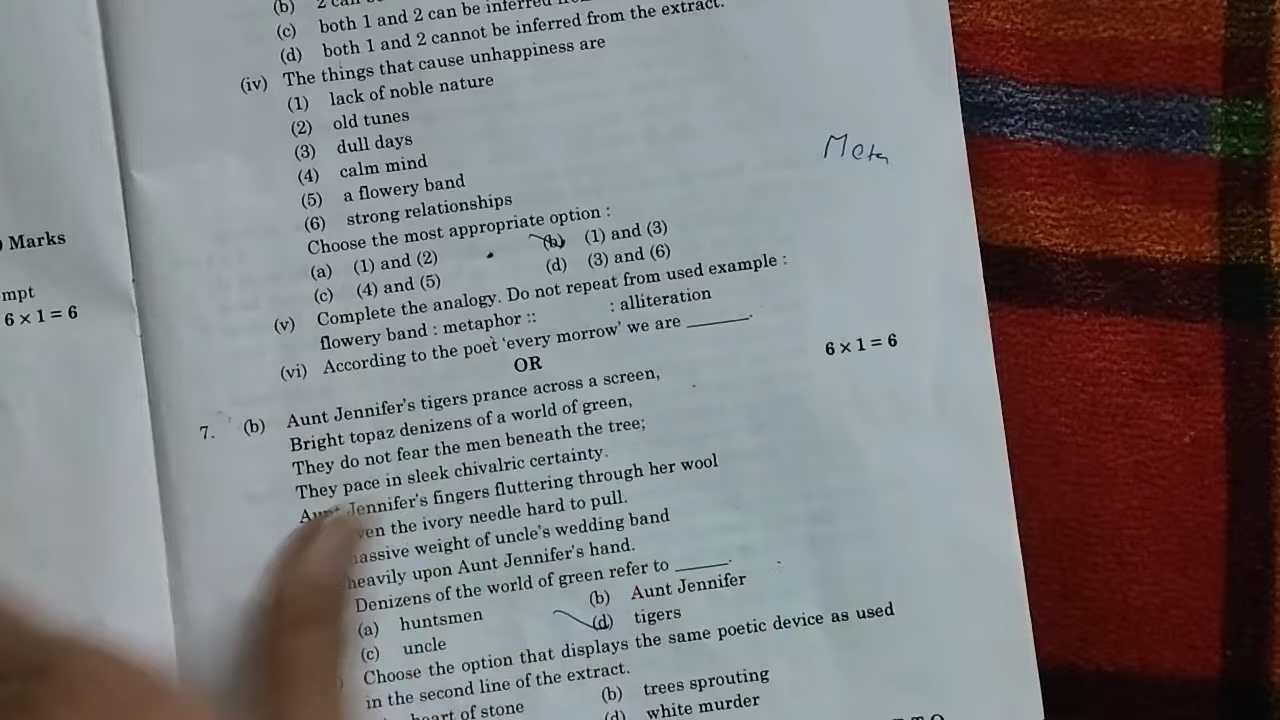 (b) 2 can
(c) both 1 and 2 can be inferred
(d) both 1 and 2 cannot be inferred from the extract.
(iv) The things that cause unhappiness are
(1) lack of noble nature
(2) old tunes
(3) dull days
(4) calm mind
(5) a flowery band
(6) strong relationships
Choose the most appropriate option :
(a) (1) and (2) (b) (1) and (3)
(c) (4) and (5) (d) (3) and (6)
(v) Complete the analogy. Do not repeat from used example :
flowery band : metaphor :: : alliteration
(vi) According to the poet 'every morrow' we are ______.
6 × 1 = 6
OR
7. (b) Aunt Jennifer's tigers prance across a screen,
Bright topaz denizens of a world of green,
They do not fear the men beneath the tree;
They pace in sleek chivalric certainty.
Aunt Jennifer's fingers fluttering through her wool
the ivory needle hard to pull.
weight of uncle's wedding band
heavily upon Aunt Jennifer's hand.
Denizens of the world of green refer to ______.
(a) huntsmen (b) Aunt Jennifer
(c) uncle (d) tigers
Choose the option that displays the same poetic device as used
in the second line of the extract.
heart of stone (b) trees sprouting
(d) white murder
Marks
6 × 1 = 6